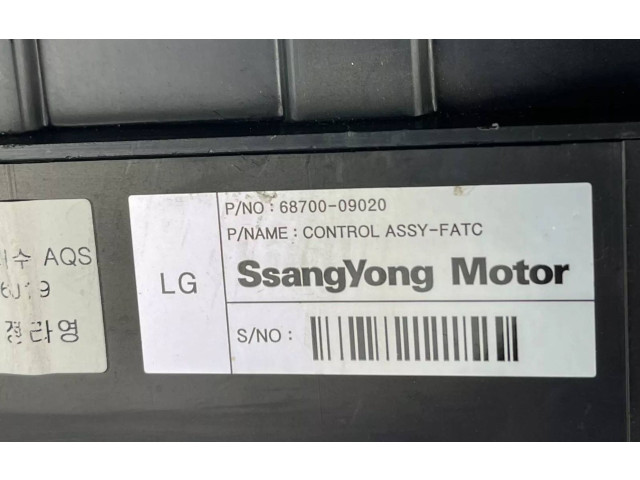 수 AQS
6J19
라영
LG
P/NO : 68700-09020
P/NAME : CONTROL ASSY-FATC
SsangYong Motor
S/NO :